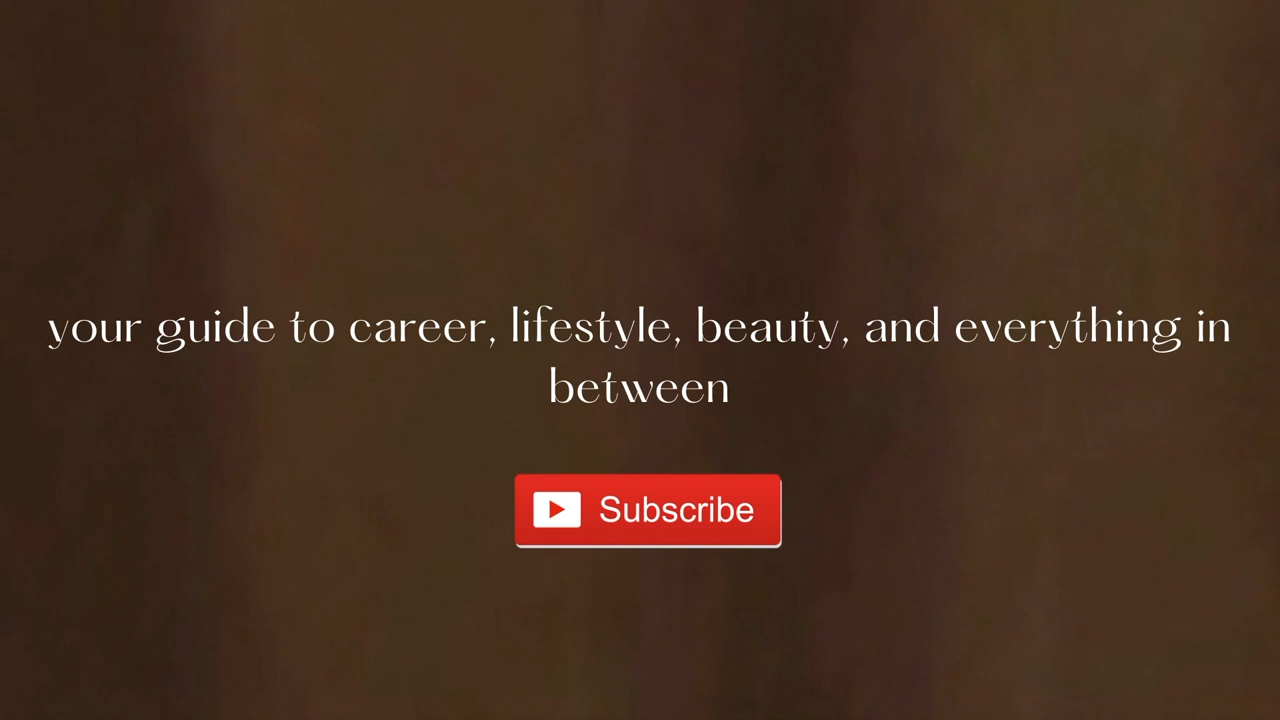 your guide to career, lifestyle, beauty, and everything in
between
Subscribe